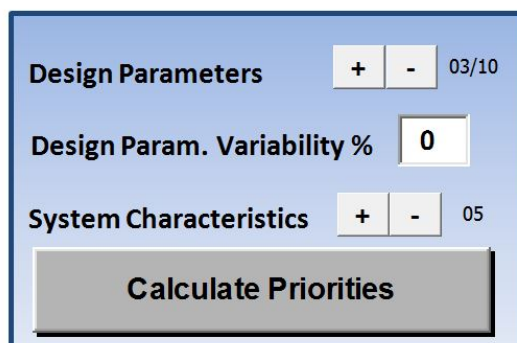 Design Parameters + - 03/10
Design Param. Variability % 0
System Characteristics + - 05
Calculate Priorities